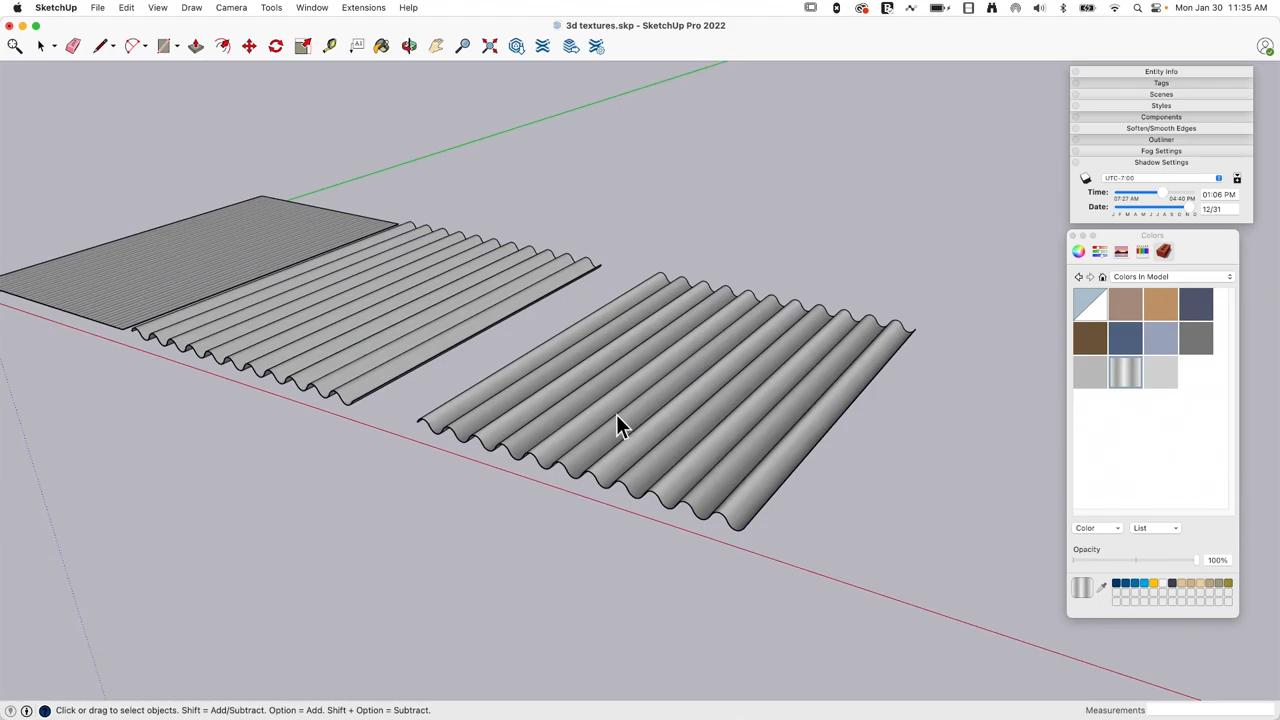 SketchUp File Edit View Draw Camera Tools Window Extensions Help Mon Jan 30 11:35 AM
3d textures.skp - SketchUp Pro 2022
Entity Info
Tags
Scenes
Styles
Components
Soften/Smooth Edges
Outliner
Fog Settings
Shadow Settings
UTC-7:00
Time: 01:06 PM
07:27 AM 04:40 PM
Date: 12/31
J F M A M J J A S O N D
Colors
Colors In Model
Color List
Opacity
100%
Click or drag to select objects. Shift = Add/Subtract. Option = Add. Shift + Option = Subtract. Measurements